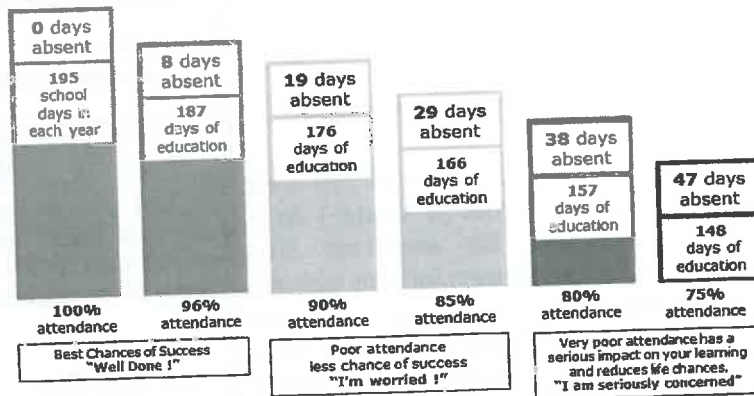 0 days
absent
195
school
days in
each year
100%
attendance
8 days
absent
187
days of
education
96%
attendance
19 days
absent
176
days of
education
90%
attendance
29 days
absent
166
days of
education
85%
attendance
38 days
absent
157
days of
education
80%
attendance
47 days
absent
148
days of
education
75%
attendance
Best Chances of Success
"Well Done !"
Poor attendance
less chance of success
"I'm worried !"
Very poor attendance has a
serious impact on your learning
and reduces life chances.
"I am seriously concerned"